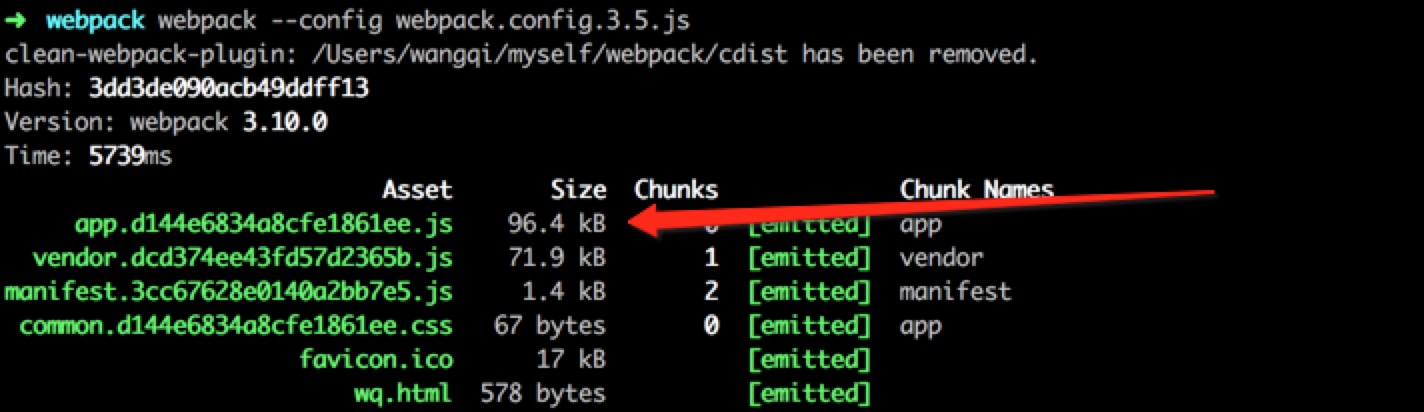 ➜ webpack webpack --config webpack.config.3.5.js
clean-webpack-plugin: /Users/wangqi/myself/webpack/cdist has been removed.
Hash: 3dd3de090acb49ddff13
Version: webpack 3.10.0
Time: 5739ms
Asset Size Chunks Chunk Names
app.d144e6834a8cfe1861ee.js 96.4 kB 0 [emitted] app
vendor.dcd374ee43fd57d2365b.js 71.9 kB 1 [emitted] vendor
manifest.3cc67628e0140a2bb7e5.js 1.4 kB 2 [emitted] manifest
common.d144e6834a8cfe1861ee.css 67 bytes 0 [emitted] app
favicon.ico 17 kB [emitted]
wq.html 578 bytes [emitted]